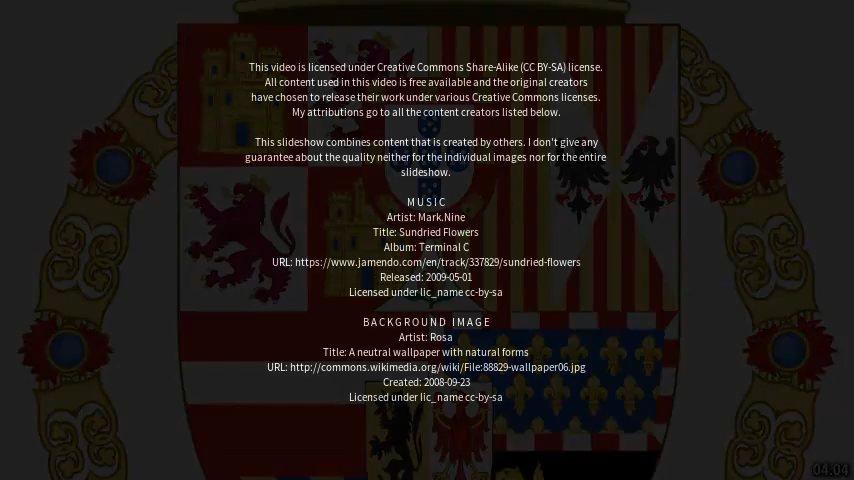 This video is licensed under Creative Commons Share-Alike (CC BY-SA) license.
All content used in this video is free available and the original creators
have chosen to release their work under various Creative Commons licenses.
My attributions go to all the content creators listed below.
This slideshow combines content that is created by others. I don't give any
guarantee about the quality neither for the individual images nor for the entire
slideshow.
MUSIC
Artist: Mark.Nine
Title: Sundried Flowers
Album: Terminal C
URL: https://www.jamendo.com/en/track/337829/sundried-flowers
Released: 2009-05-01
Licensed under lic_name cc-by-sa
BACKGROUND IMAGE
Artist: Rosa
Title: A neutral wallpaper with natural forms
URL: http://commons.wikimedia.org/wiki/File:88829-wallpaper06.jpg
Created: 2008-09-23
Licensed under lic_name cc-by-sa
04:04